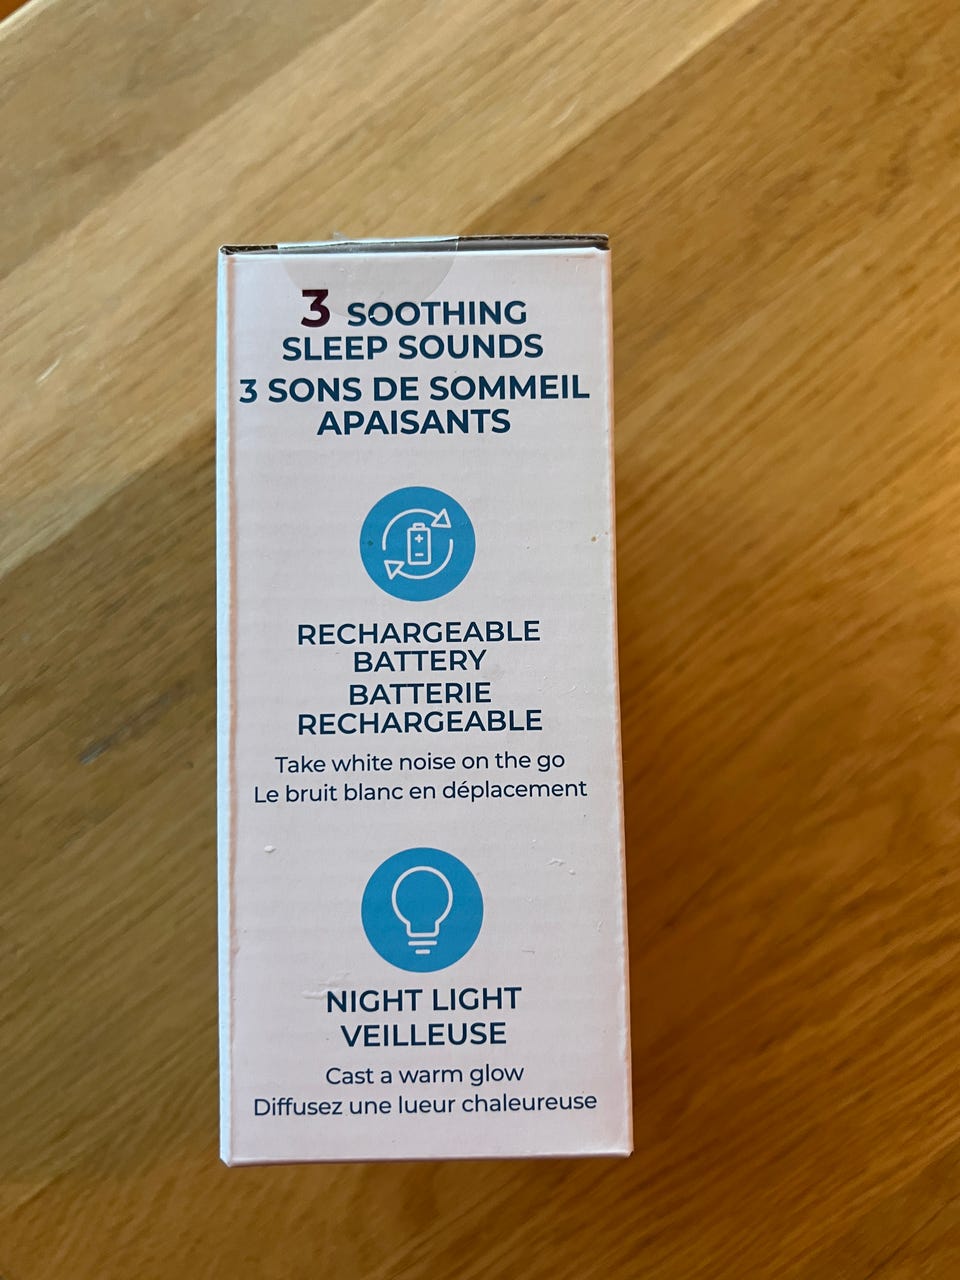 3 SOOTHING
SLEEP SOUNDS
3 SONS DE SOMMEIL
APAISANTS
RECHARGEABLE
BATTERY
BATTERIE
RECHARGEABLE
Take white noise on the go
Le bruit blanc en déplacement
NIGHT LIGHT
VEILLEUSE
Cast a warm glow
Diffusez une lueur chaleureuse